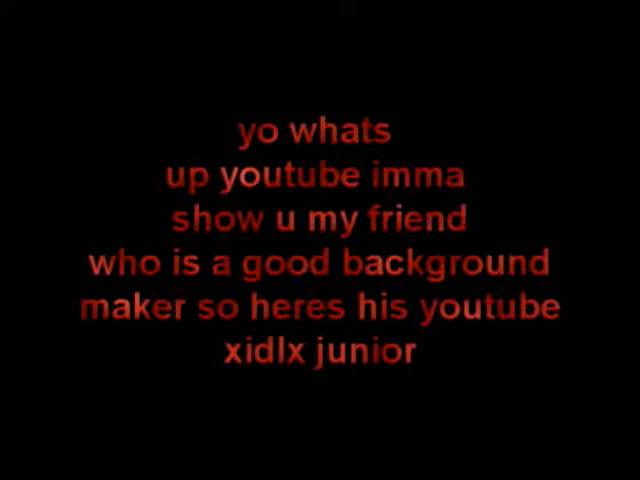 yo whats
up youtube imma
show u my friend
who is a good background
maker so heres his youtube
xidlx junior